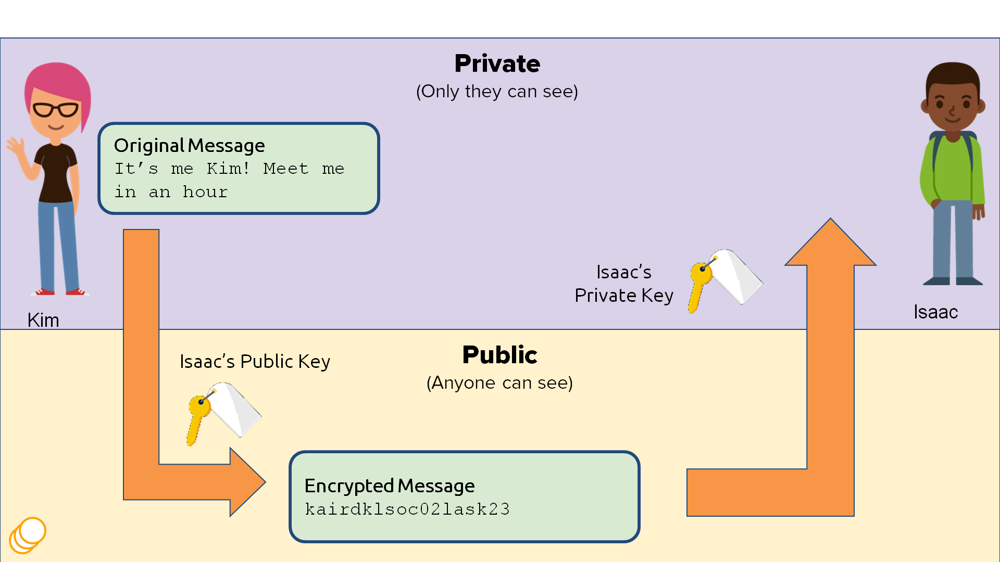 Private
(Only they can see)
Original Message
It’s me Kim! Meet me
in an hour
Isaac’s
Private Key
Kim
Isaac
Public
(Anyone can see)
Isaac’s Public Key
Encrypted Message
kairdklsoc02lask23